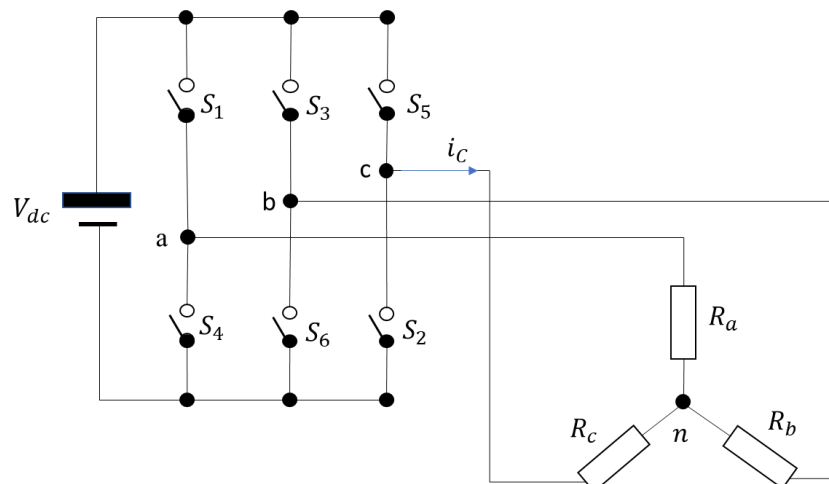 S₁
S₃
S₅
i_C
c
b
V_dc
a
S₄
S₆
S₂
R_a
R_c
n
R_b